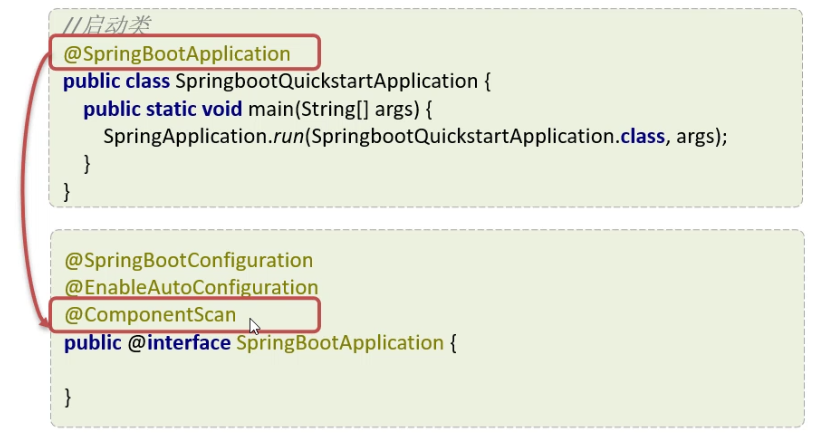 //启动类
@SpringBootApplication
public class SpringbootQuickstartApplication {
public static void main(String[] args) {
SpringApplication.run(SpringbootQuickstartApplication.class, args);
}
}
@SpringBootConfiguration
@EnableAutoConfiguration
@ComponentScan
public @interface SpringBootApplication {
}